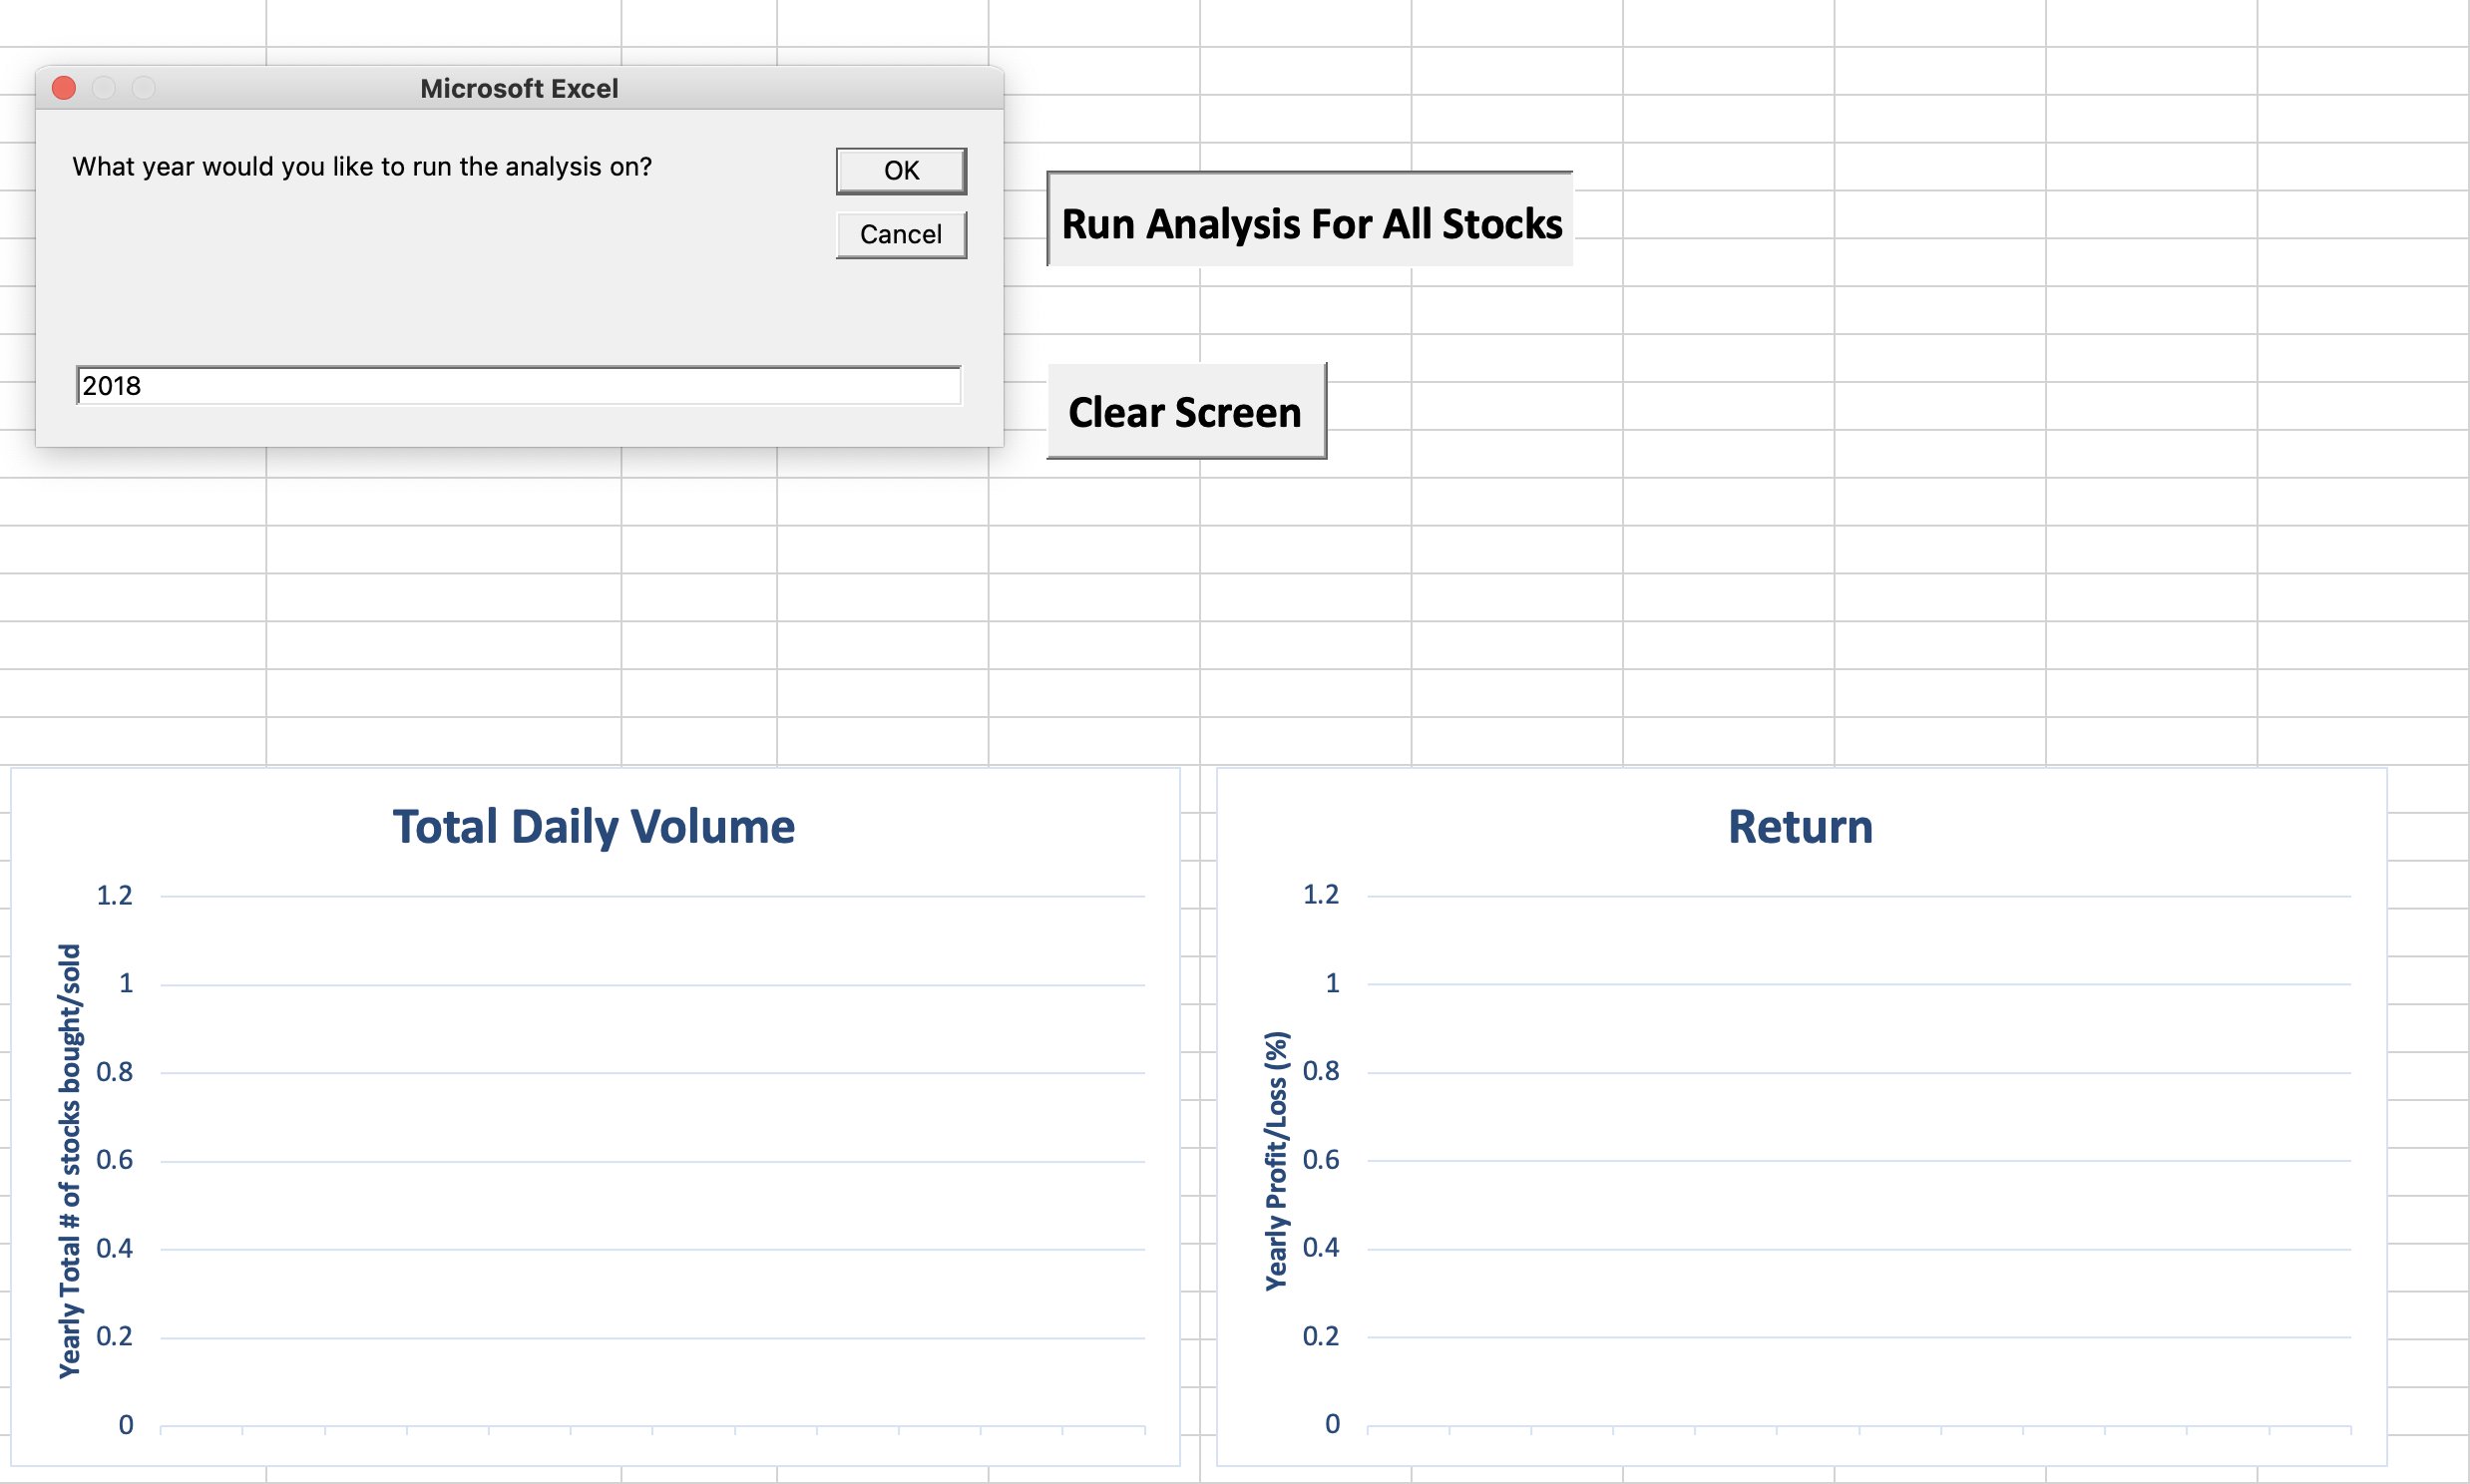 Microsoft Excel
What year would you like to run the analysis on?
OK
Cancel
2018
Run Analysis For All Stocks
Clear Screen
Total Daily Volume
Yearly Total # of stocks bought/sold
1.2
1
0.8
0.6
0.4
0.2
0
Return
Yearly Profit/Loss (%)
1.2
1
0.8
0.6
0.4
0.2
0